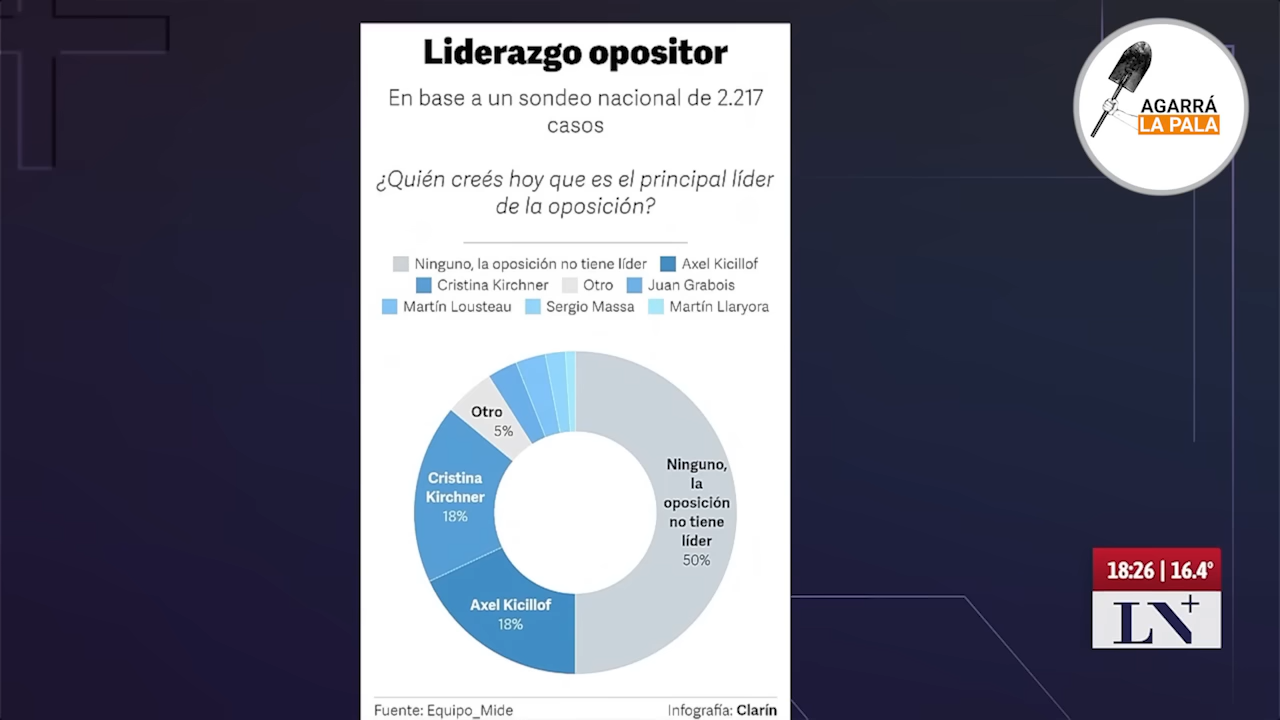 Liderazgo opositor
En base a un sondeo nacional de 2.217
casos
¿Quién creés hoy que es el principal líder
de la oposición?
Ninguno, la oposición no tiene líder Axel Kicillof
Cristina Kirchner Otro Juan Grabois
Martín Lousteau Sergio Massa Martín Llaryora
Otro
5%
Cristina
Kirchner
18%
Axel Kicillof
18%
Ninguno,
la
oposición
no tiene
líder
50%
Fuente: Equipo_Mide Infografía: Clarín
AGARRÁ
LA PALA
18:26 | 16.4°
LN+